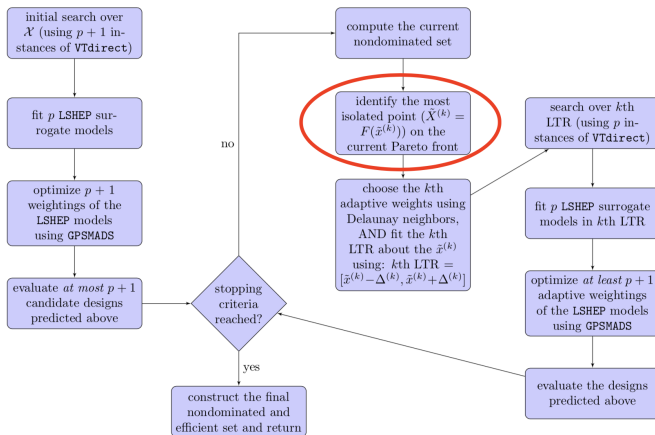 initial search over
𝒳 (using p + 1 in-
stances of VTdirect)
fit p LSHEP sur-
rogate models
optimize p + 1
weightings of the
LSHEP models
using GPSMADS
evaluate at most p + 1
candidate designs
predicted above
stopping
criteria
reached?
no
yes
construct the final
nondominated and
efficient set and return
compute the current
nondominated set
identify the most
isolated point (X̃^(k) =
F(x̃^(k))) on the
current Pareto front
choose the kth
adaptive weights using
Delaunay neighbors,
AND fit the kth
LTR about the x̃^(k)
using: kth LTR =
[x̃^(k)−Δ^(k), x̃^(k)+Δ^(k)]
search over kth
LTR (using p in-
stances of VTdirect)
fit p LSHEP surrogate
models in kth LTR
optimize at least p + 1
adaptive weightings
of the LSHEP models
using GPSMADS
evaluate the designs
predicted above